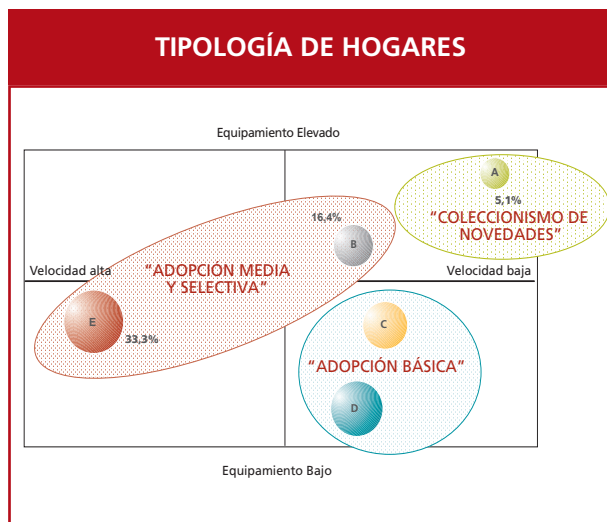 TIPOLOGÍA DE HOGARES
Equipamiento Elevado
A
5,1%
“COLECCIONISMO DE
NOVEDADES”
16,4%
B
Velocidad alta
“ADOPCIÓN MEDIA
Y SELECTIVA”
Velocidad baja
E
33,3%
C
“ADOPCIÓN BÁSICA”
D
Equipamiento Bajo